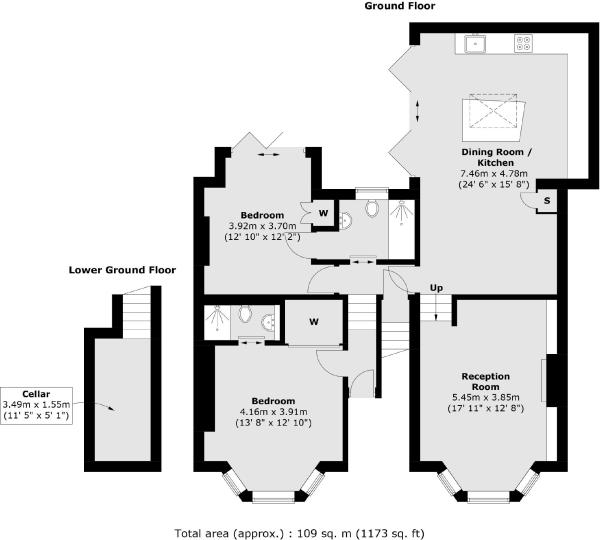 Ground Floor
Dining Room /
Kitchen
7.46m x 4.78m
(24' 6" x 15' 8")
S
Bedroom
3.92m x 3.70m
(12' 10" x 12' 2")
W
Lower Ground Floor
Up
W
Cellar
3.49m x 1.55m
(11' 5" x 5' 1")
Bedroom
4.16m x 3.91m
(13' 8" x 12' 10")
Reception
Room
5.45m x 3.85m
(17' 11" x 12' 8")
Total area (approx.) : 109 sq. m (1173 sq. ft)